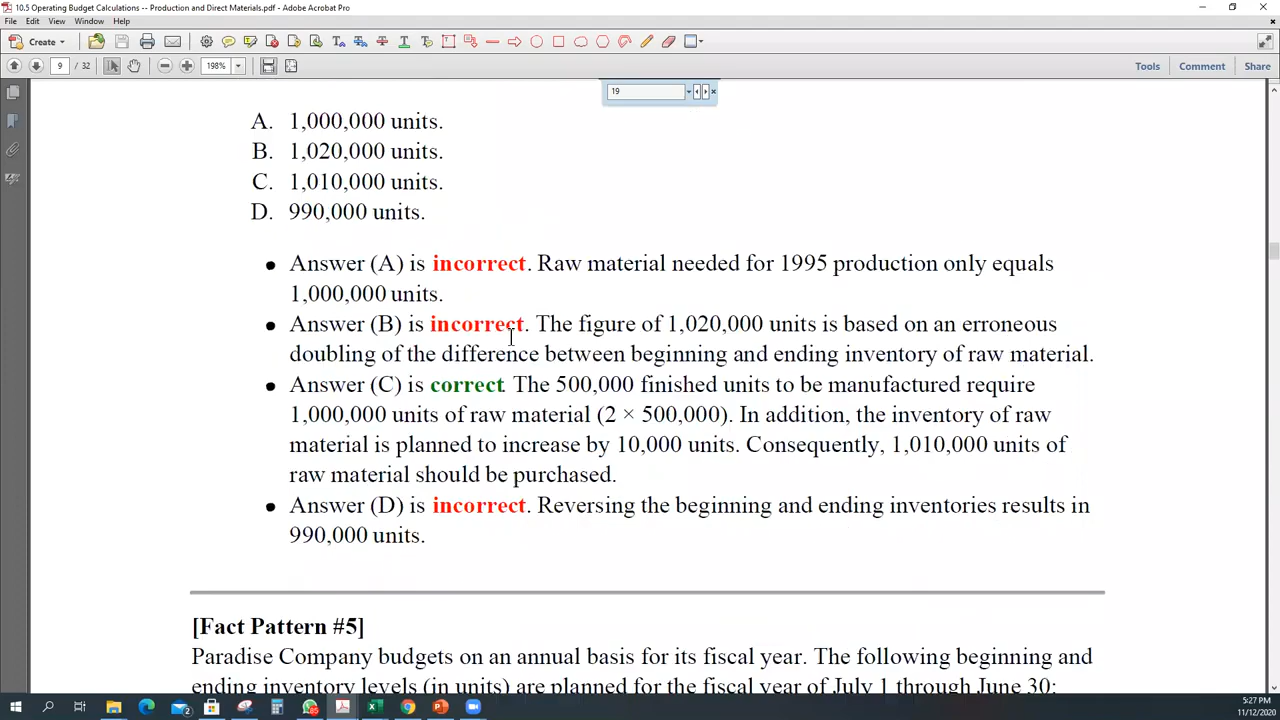 10.5 Operating Budget Calculations -- Production and Direct Materials.pdf - Adobe Acrobat Pro
File Edit View Window Help
Create
9 / 32 198% Tools Comment Share
19
A. 1,000,000 units.
B. 1,020,000 units.
C. 1,010,000 units.
D. 990,000 units.
● Answer (A) is incorrect. Raw material needed for 1995 production only equals
1,000,000 units.
● Answer (B) is incorrect. The figure of 1,020,000 units is based on an erroneous
doubling of the difference between beginning and ending inventory of raw material.
● Answer (C) is correct. The 500,000 finished units to be manufactured require
1,000,000 units of raw material (2 × 500,000). In addition, the inventory of raw
material is planned to increase by 10,000 units. Consequently, 1,010,000 units of
raw material should be purchased.
● Answer (D) is incorrect. Reversing the beginning and ending inventories results in
990,000 units.
[Fact Pattern #5]
Paradise Company budgets on an annual basis for its fiscal year. The following beginning and
ending inventory levels (in units) are planned for the fiscal year of July 1 through June 30:
5:27 PM
11/12/2020